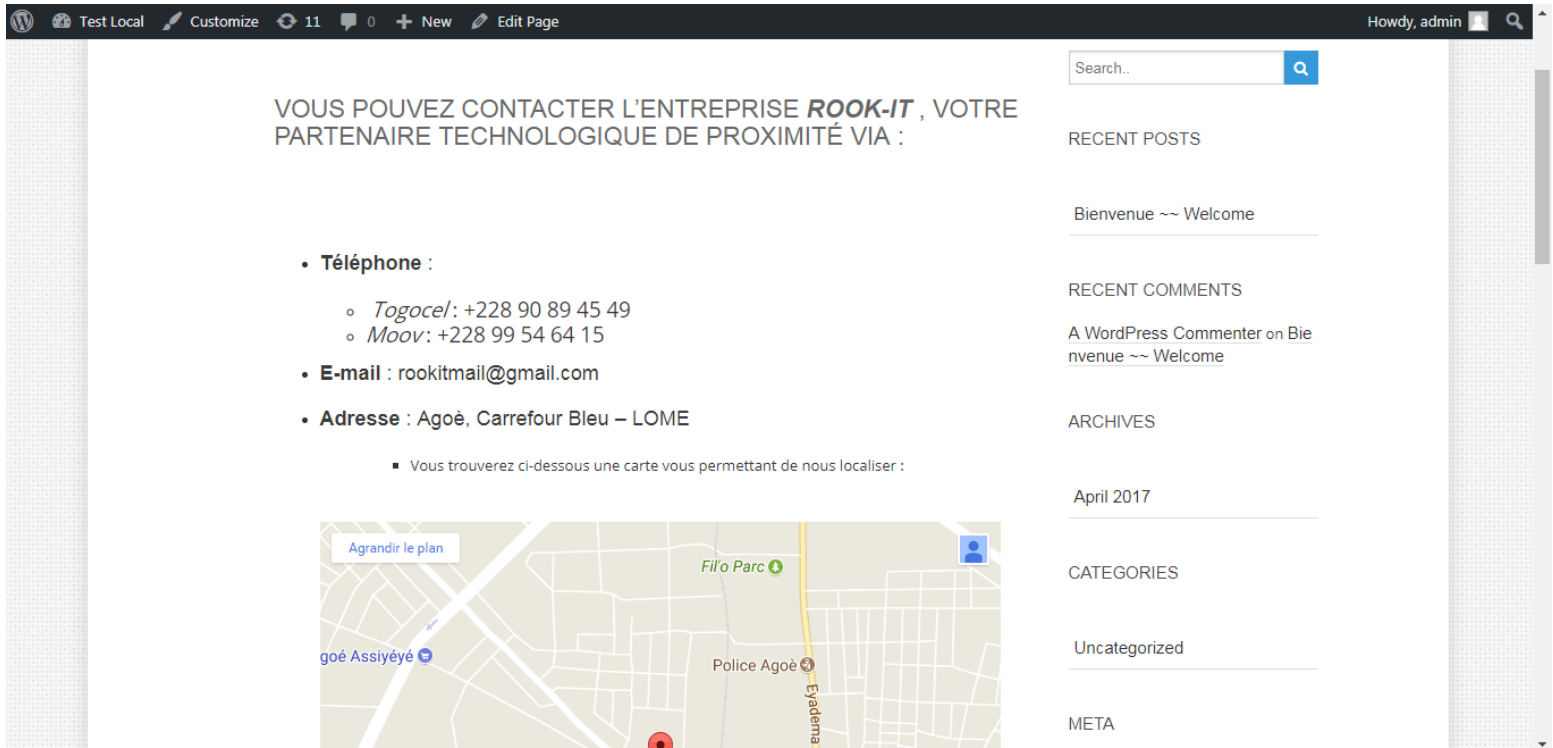 Test Local Customize 11 0 New Edit Page Howdy, admin
VOUS POUVEZ CONTACTER L’ENTREPRISE ROOK-IT , VOTRE
PARTENAIRE TECHNOLOGIQUE DE PROXIMITÉ VIA :
Téléphone :
Togocel : +228 90 89 45 49
Moov : +228 99 54 64 15
E-mail : rookitmail@gmail.com
Adresse : Agoè, Carrefour Bleu – LOME
Vous trouverez ci-dessous une carte vous permettant de nous localiser :
Agrandir le plan
Fil'o Parc
goé Assiyéyé
Police Agoè
Eyadema
Search..
RECENT POSTS
Bienvenue ~~ Welcome
RECENT COMMENTS
A WordPress Commenter on Bie
nvenue ~~ Welcome
ARCHIVES
April 2017
CATEGORIES
Uncategorized
META